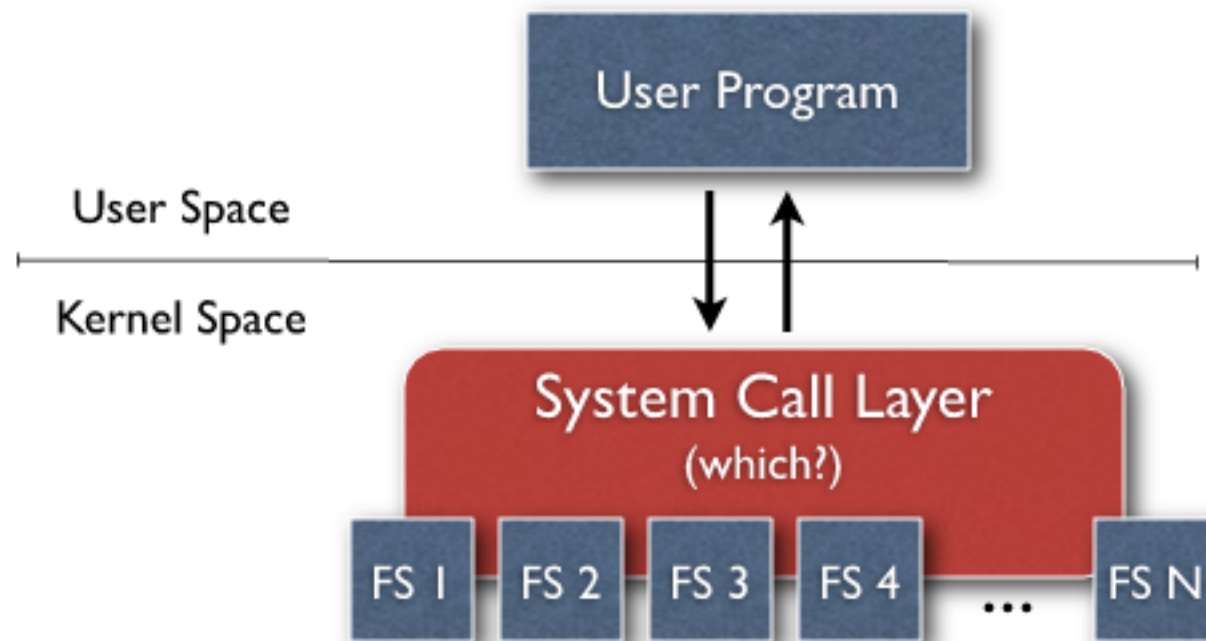 User Program
User Space
Kernel Space
System Call Layer
(which?)
FS 1 FS 2 FS 3 FS 4 ... FS N